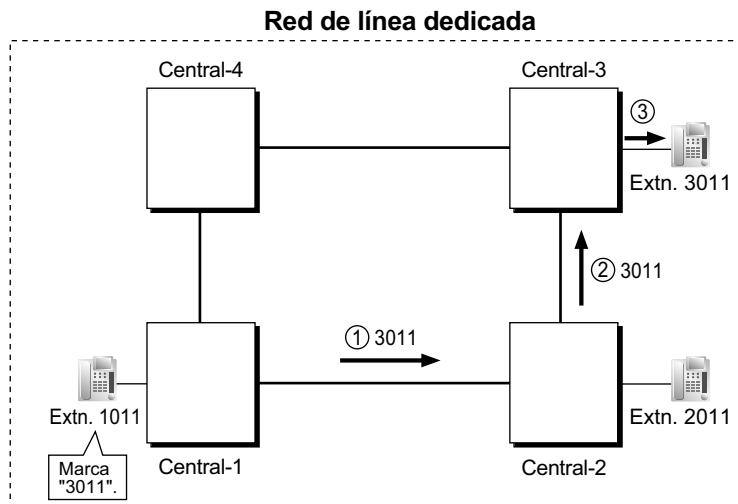 Red de línea dedicada
Central-4
Central-3
③
Extn. 3011
② 3011
① 3011
Extn. 1011
Extn. 2011
Marca
"3011".
Central-1
Central-2